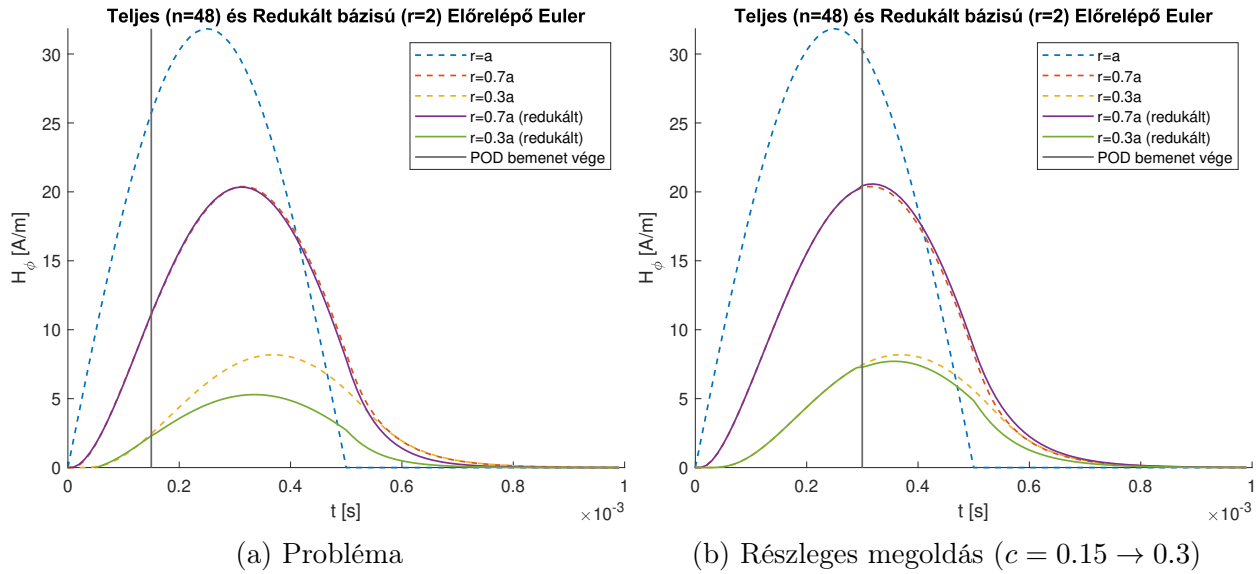 Teljes (n=48) és Redukált bázisú (r=2) Előrelépő Euler
H_ϕ [A/m]
30
25
20
15
10
5
0
0 0.2 0.4 0.6 0.8 1
×10⁻³
t [s]
r=a
r=0.7a
r=0.3a
r=0.7a (redukált)
r=0.3a (redukált)
POD bemenet vége
(a) Probléma
Teljes (n=48) és Redukált bázisú (r=2) Előrelépő Euler
H_ϕ [A/m]
30
25
20
15
10
5
0
0 0.2 0.4 0.6 0.8 1
×10⁻³
t [s]
r=a
r=0.7a
r=0.3a
r=0.7a (redukált)
r=0.3a (redukált)
POD bemenet vége
(b) Részleges megoldás (c = 0.15 → 0.3)